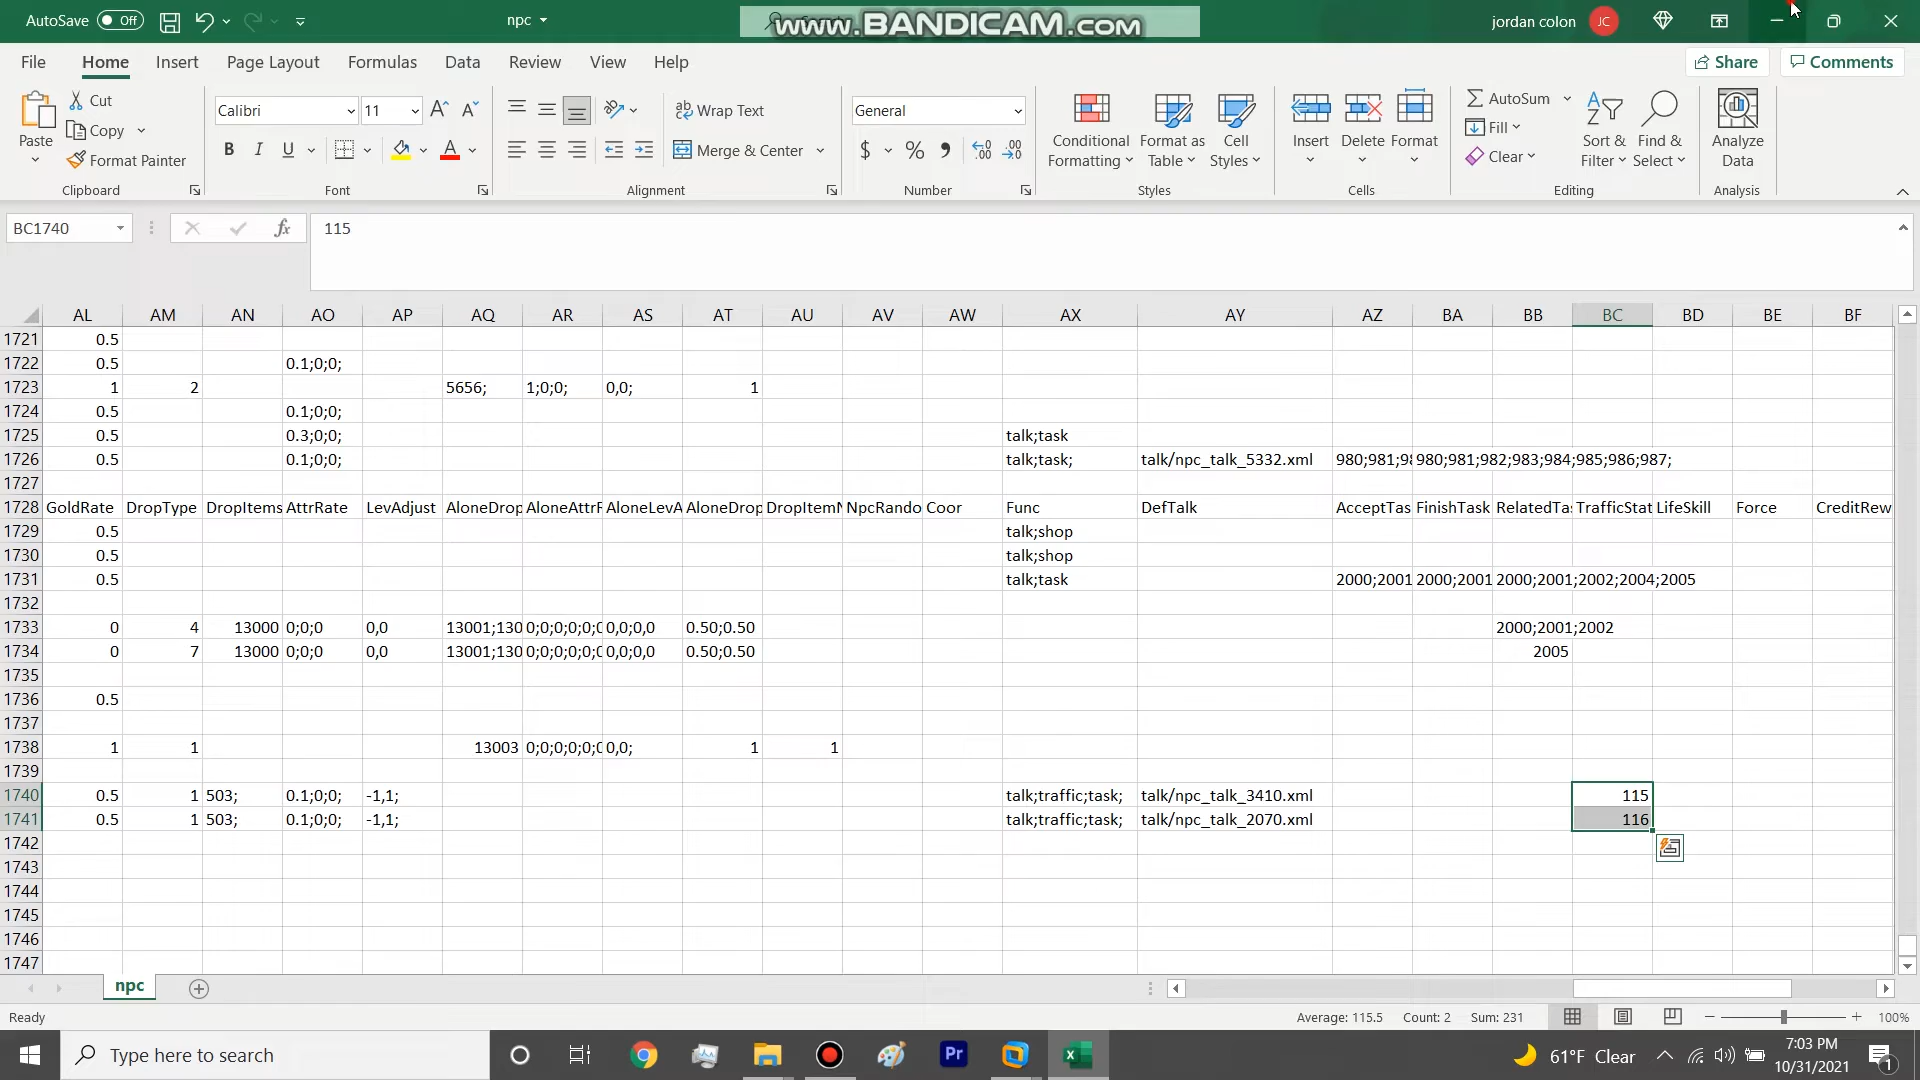 AutoSave Off npc www.BANDICAM.com jordan colon JC
File Home Insert Page Layout Formulas Data Review View Help Share Comments
Paste Cut Copy Format Painter Clipboard
Calibri 11 B I U A Font
Wrap Text Merge & Center Alignment
General $ % Number
Conditional Formatting Format as Table Cell Styles Styles
Insert Delete Format Cells
AutoSum Fill Clear Sort & Filter Find & Select Editing
Analyze Data Analysis
BC1740 fx 115
AL AM AN AO AP AQ AR AS AT AU AV AW AX AY AZ BA BB BC BD BE BF
1721 0.5
1722 0.5 0.1;0;0;
1723 1 2 5656; 1;0;0; 0,0; 1
1724 0.5 0.1;0;0;
1725 0.5 0.3;0;0; talk;task
1726 0.5 0.1;0;0; talk;task; talk/npc_talk_5332.xml 980;981;98 980;981;982;983;984;985;986;987;
1727
1728 GoldRate DropType DropItems AttrRate LevAdjust AloneDrop AloneAttrF AloneLevA AloneDrop DropItemN NpcRando Coor Func DefTalk AcceptTas FinishTask RelatedTas TrafficStat LifeSkill Force CreditRew
1729 0.5 talk;shop
1730 0.5 talk;shop
1731 0.5 talk;task 2000;2001 2000;2001 2000;2001;2002;2004;2005
1732
1733 0 4 13000 0;0;0 0,0 13001;130 0;0;0;0;0;0 0,0;0,0 0.50;0.50 2000;2001;2002
1734 0 7 13000 0;0;0 0,0 13001;130 0;0;0;0;0;0 0,0;0,0 0.50;0.50 2005
1735
1736 0.5
1737
1738 1 1 13003 0;0;0;0;0;0 0,0; 1 1
1739
1740 0.5 1 503; 0.1;0;0; -1,1; talk;traffic;task; talk/npc_talk_3410.xml 115
1741 0.5 1 503; 0.1;0;0; -1,1; talk;traffic;task; talk/npc_talk_2070.xml 116
1742
1743
1744
1745
1746
1747
npc
Ready Average: 115.5 Count: 2 Sum: 231 100%
Type here to search Pr 61°F Clear 7:03 PM
10/31/2021 1